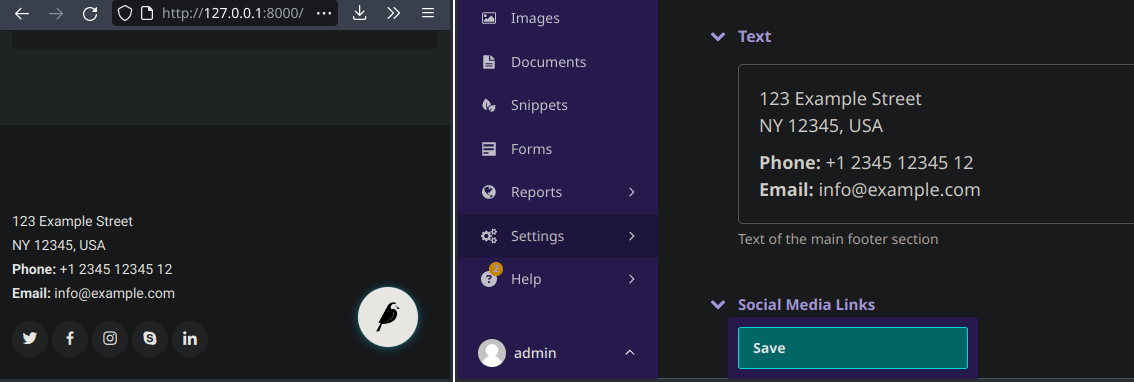 http://127.0.0.1:8000/
123 Example Street
NY 12345, USA
Phone: +1 2345 12345 12
Email: info@example.com
Images
Documents
Snippets
Forms
Reports
Settings
2
Help
admin
Text
123 Example Street
NY 12345, USA
Phone: +1 2345 12345 12
Email: info@example.com
Text of the main footer section
Social Media Links
Save